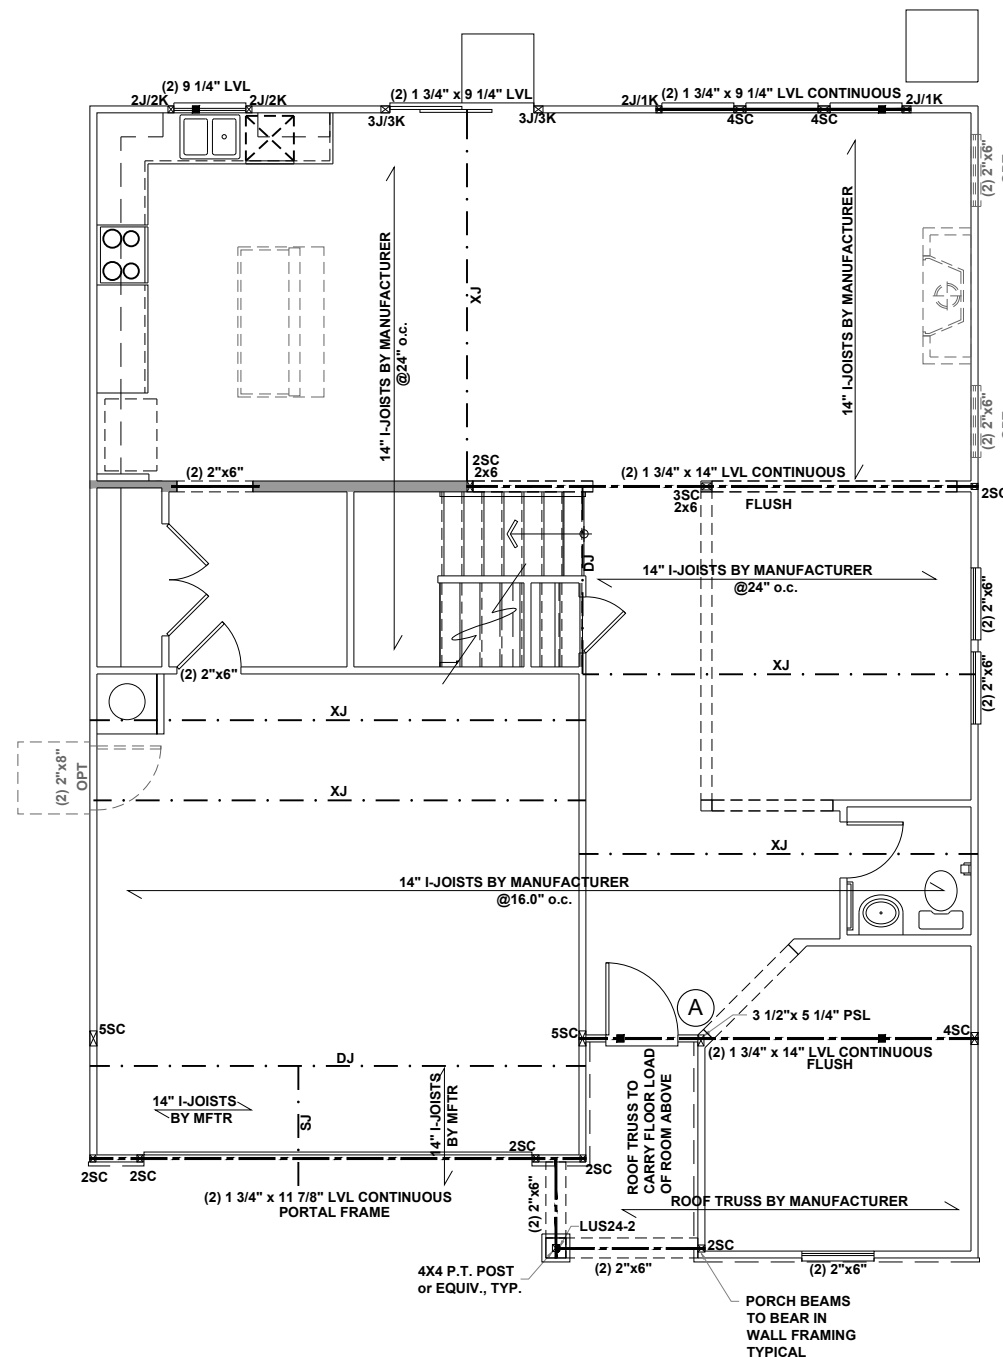 (2) 9 1/4" LVL
2J/2K
2J/2K
(2) 1 3/4" x 9 1/4" LVL
3J/3K
3J/3K
(2) 1 3/4" x 9 1/4" LVL CONTINUOUS
2J/1K
2J/1K
4SC
4SC
(2) 2"x6"
14" I-JOISTS BY MANUFACTURER
@24" o.c.
XJ
14" I-JOISTS BY MANUFACTURER
(2) 2"x6"
(2) 2"x6"
2SC
2x6
(2) 1 3/4" x 14" LVL CONTINUOUS
3SC
2x6
FLUSH
2SC
DJ
14" I-JOISTS BY MANUFACTURER
@24" o.c.
(2) 2"x6"
(2) 2"x6"
(2) 2"x6"
XJ
XJ
(2) 2"x8"
OPT
XJ
XJ
14" I-JOISTS BY MANUFACTURER
@16.0" o.c.
A
3 1/2"x 5 1/4" PSL
5SC
5SC
4SC
(2) 1 3/4" x 14" LVL CONTINUOUS
FLUSH
DJ
14" I-JOISTS
BY MFTR
SJ
14" I-JOISTS
BY MFTR
ROOF TRUSS TO
CARRY FLOOR LOAD
OF ROOM ABOVE
2SC
2SC
2SC
2SC
(2) 1 3/4" x 11 7/8" LVL CONTINUOUS
PORTAL FRAME
(2) 2"x6"
ROOF TRUSS BY MANUFACTURER
LUS24-2
2SC
(2) 2"x6"
(2) 2"x6"
4X4 P.T. POST
or EQUIV., TYP.
PORCH BEAMS
TO BEAR IN
WALL FRAMING
TYPICAL